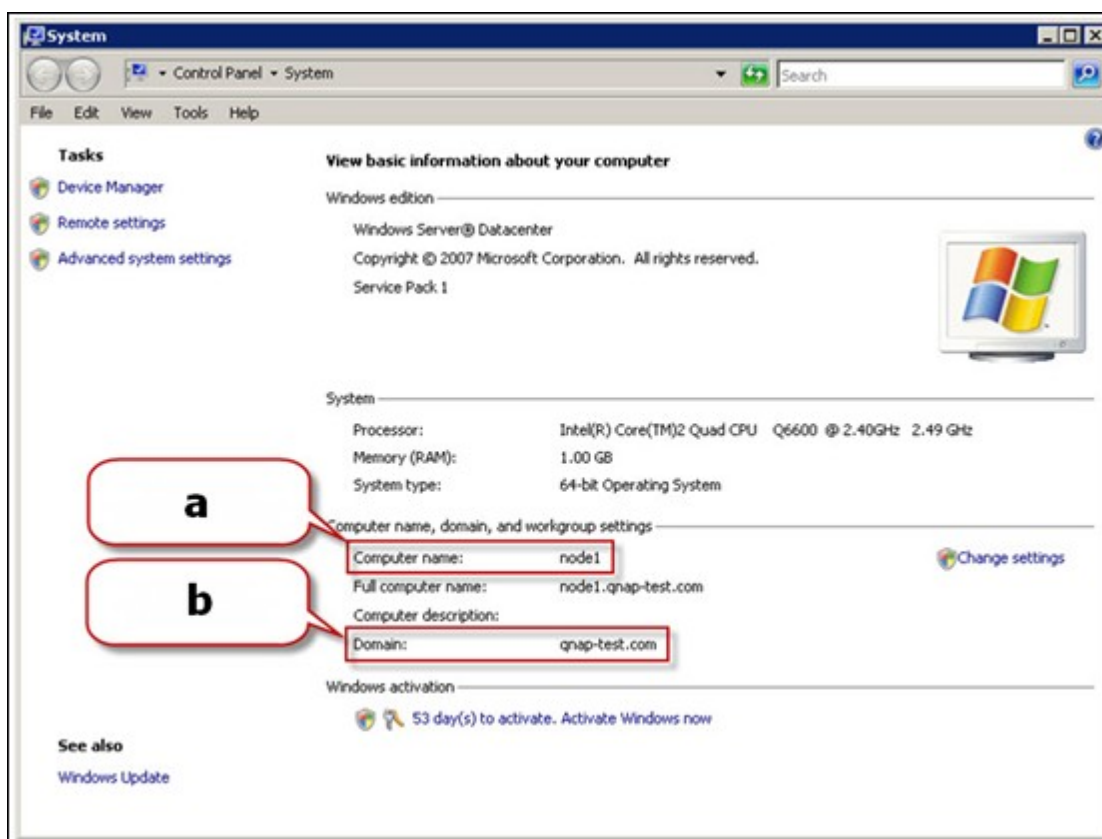 System
Control Panel System
Search
File Edit View Tools Help
Tasks
Device Manager
Remote settings
Advanced system settings
See also
Windows Update
View basic information about your computer
Windows edition
Windows Server® Datacenter
Copyright © 2007 Microsoft Corporation. All rights reserved.
Service Pack 1
System
Processor: Intel(R) Core(TM)2 Quad CPU Q6600 @ 2.40GHz 2.49 GHz
Memory (RAM): 1.00 GB
System type: 64-bit Operating System
Computer name, domain, and workgroup settings
a
Computer name: node1
Change settings
Full computer name: node1.qnap-test.com
Computer description:
b
Domain: qnap-test.com
Windows activation
53 day(s) to activate. Activate Windows now